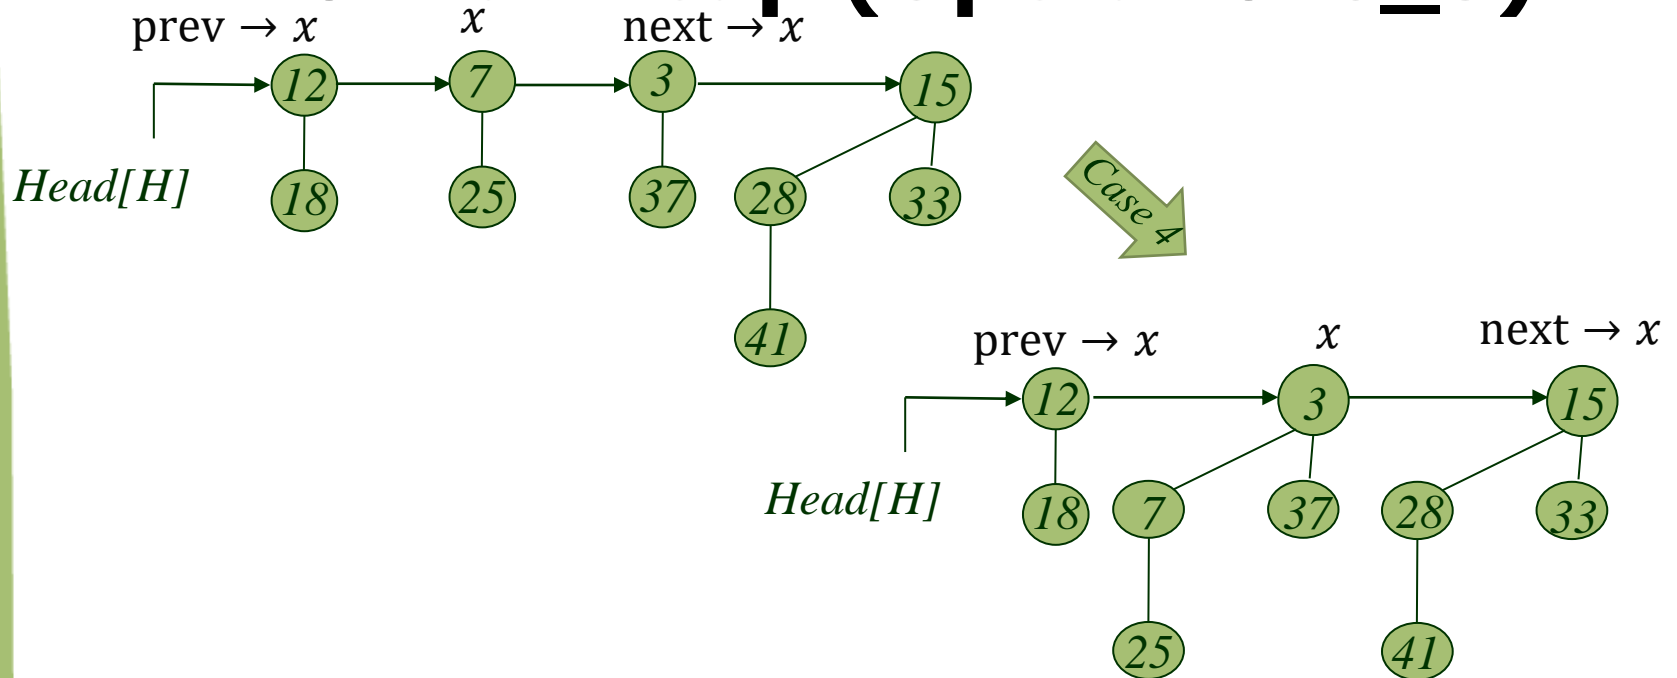 prev → x x next → x
12 7 3 15
Head[H] 18 25 37 28 33
Case 4
41
prev → x x next → x
12 3 15
Head[H] 18 7 37 28 33
25 41